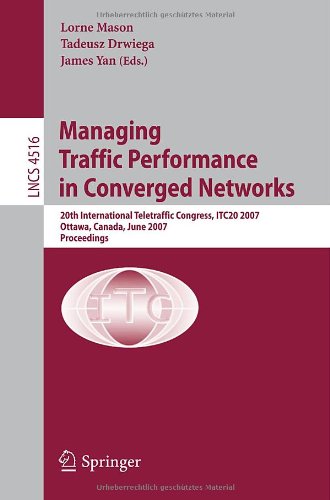 Urheberrechtlich geschütztes Material
Lorne Mason
Tadeusz Drwiega
James Yan (Eds.)
LNCS 4516
Managing
Traffic Performance
in Converged Networks
20th International Teletraffic Congress, ITC20 2007
Ottawa, Canada, June 2007
Proceedings
ITC
Springer
Urheberrechtlich geschütztes Material